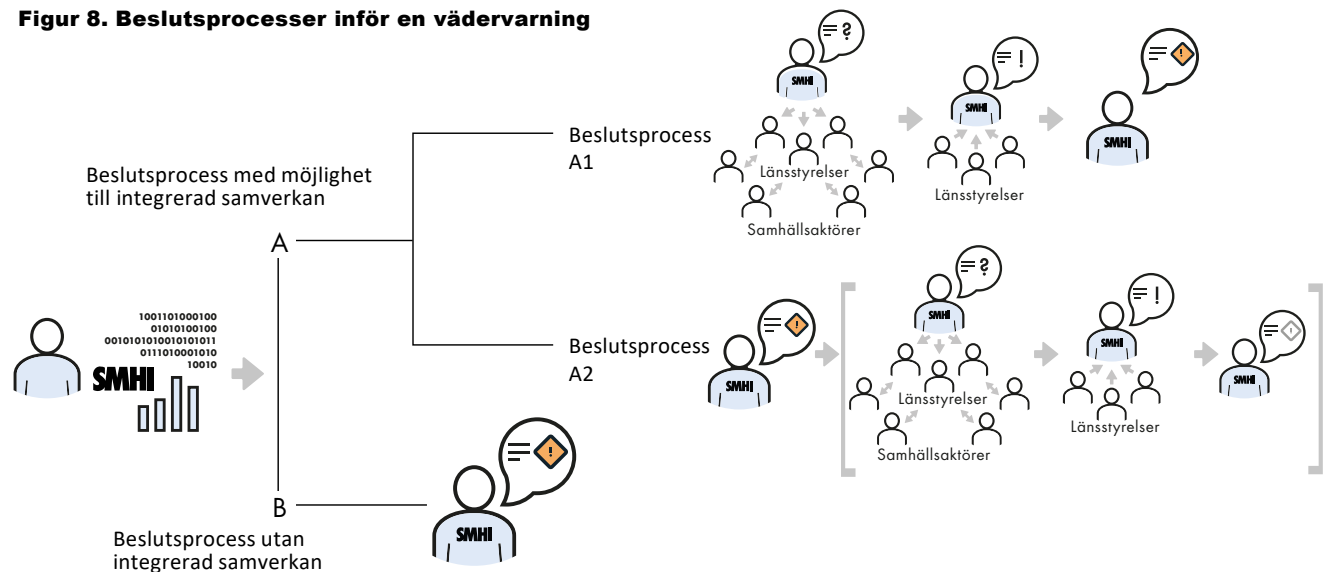 Figur 8. Beslutsprocesser inför en vädervarning
= ?
SMHI
Länsstyrelser
Samhällsaktörer
= !
SMHI
Länsstyrelser
!
SMHI
Beslutsprocess
A1
Beslutsprocess med möjlighet
till integrerad samverkan
A
1001101000100
01010100100
0010101010010101011
0111010001010
10010
SMHI
Beslutsprocess
A2
!
SMHI
= ?
SMHI
Länsstyrelser
Samhällsaktörer
= !
SMHI
Länsstyrelser
!
SMHI
B
!
SMHI
Beslutsprocess utan
integrerad samverkan